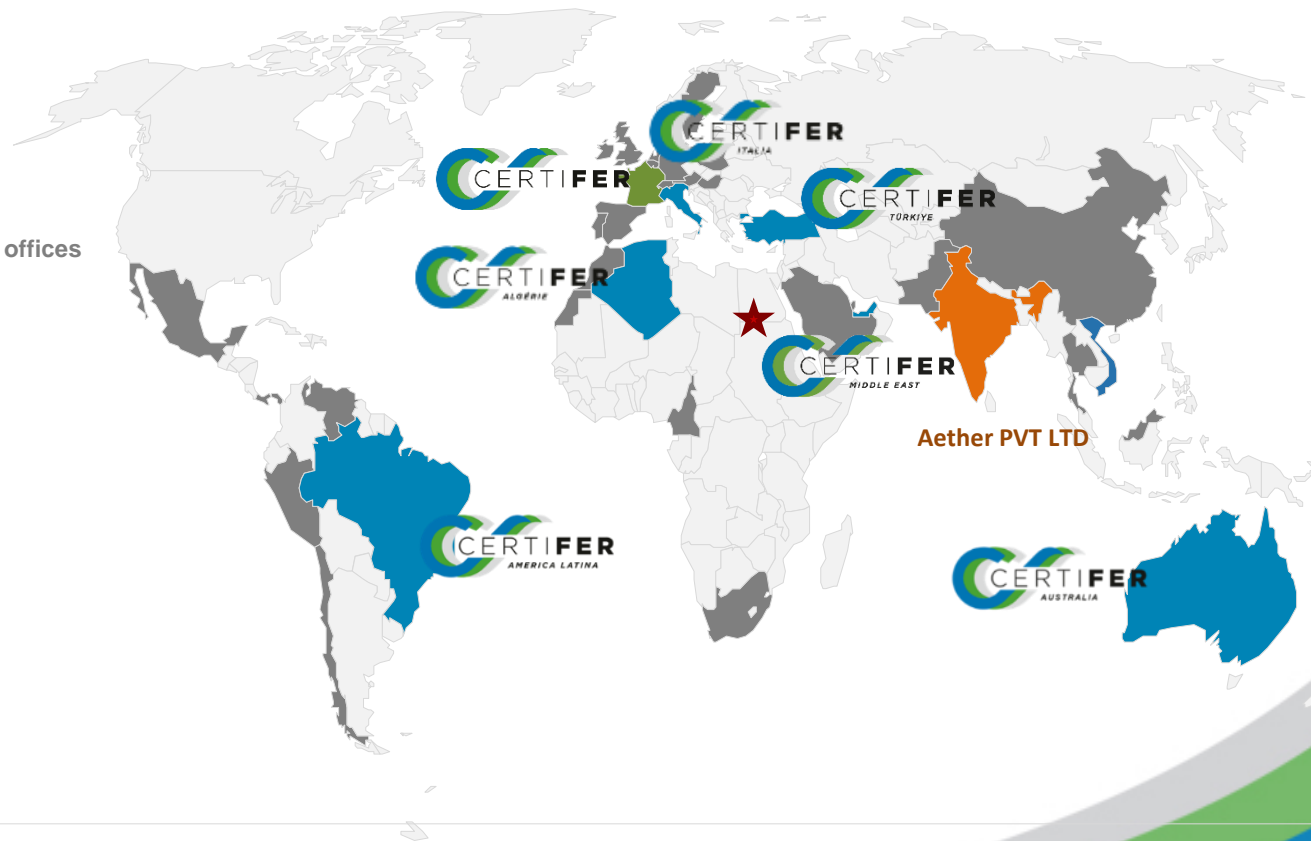 CERTIFER
ITALIA
CERTIFER
CERTIFER
TÜRKIYE
offices
CERTIFER
ALGÉRIE
CERTIFER
MIDDLE EAST
Aether PVT LTD
CERTIFER
AMERICA LATINA
CERTIFER
AUSTRALIA